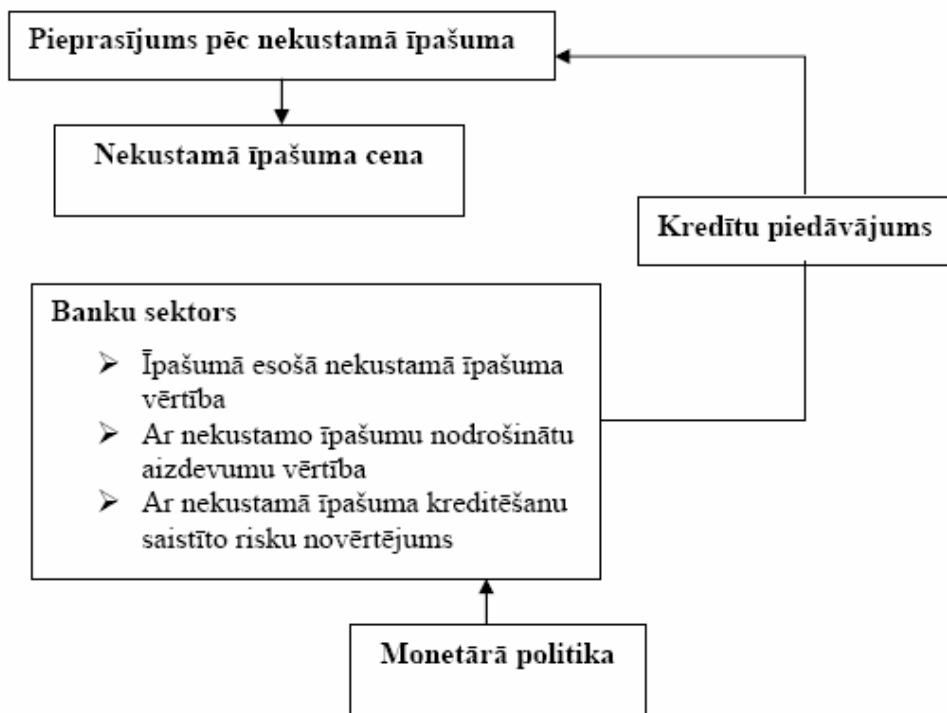 Pieprasījums pēc nekustamā īpašuma
Nekustamā īpašuma cena
Kredītu piedāvājums
Banku sektors
➢ Īpašumā esošā nekustamā īpašuma
vērtība
➢ Ar nekustamo īpašumu nodrošinātu
aizdevumu vērtība
➢ Ar nekustamā īpašuma kreditēšanu
saistīto risku novērtējums
Monetārā politika